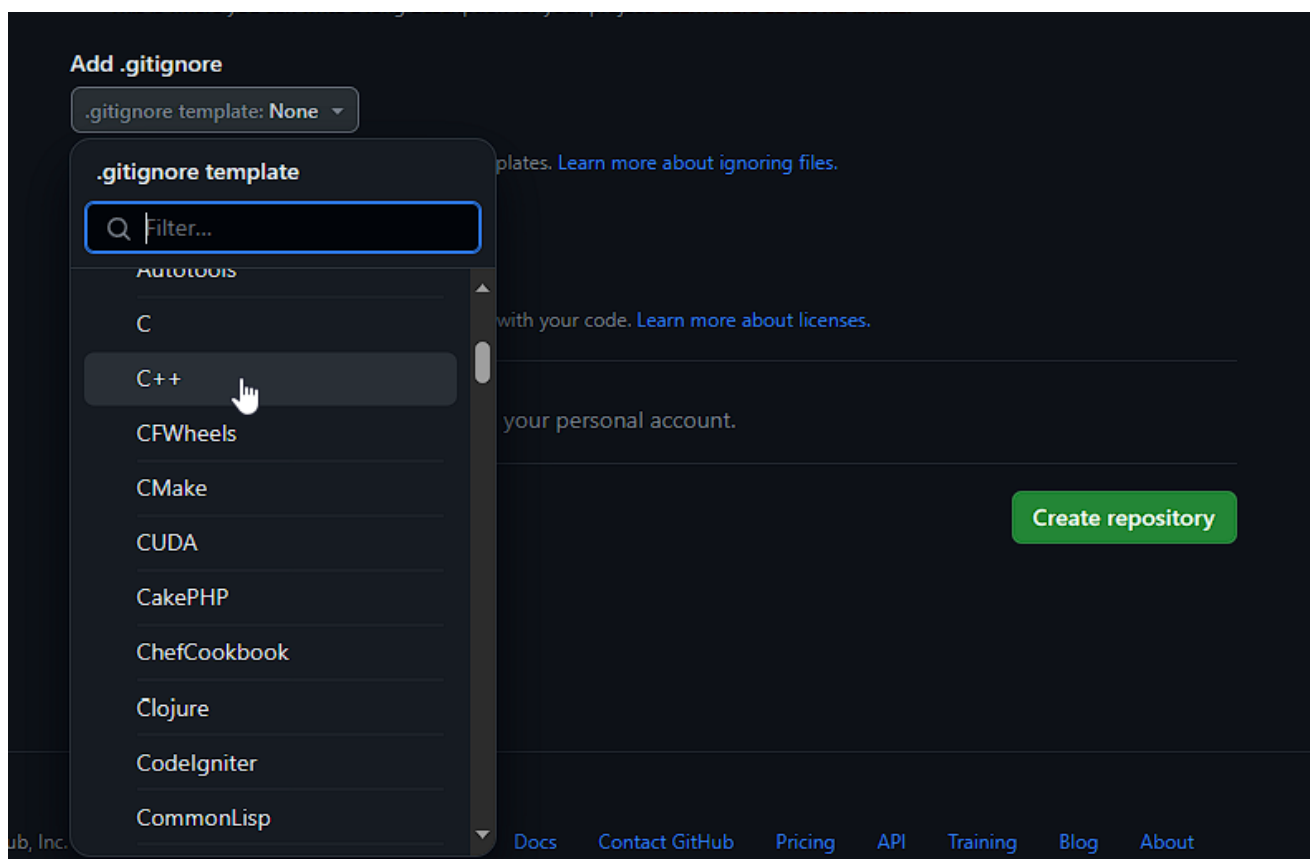 Add .gitignore
.gitignore template: None
.gitignore template
plates. Learn more about ignoring files.
Filter...
Autotools
C
with your code. Learn more about licenses.
C++
your personal account.
CFWheels
CMake
Create repository
CUDA
CakePHP
ChefCookbook
Clojure
CodeIgniter
CommonLisp
ub, Inc.
Docs Contact GitHub Pricing API Training Blog About